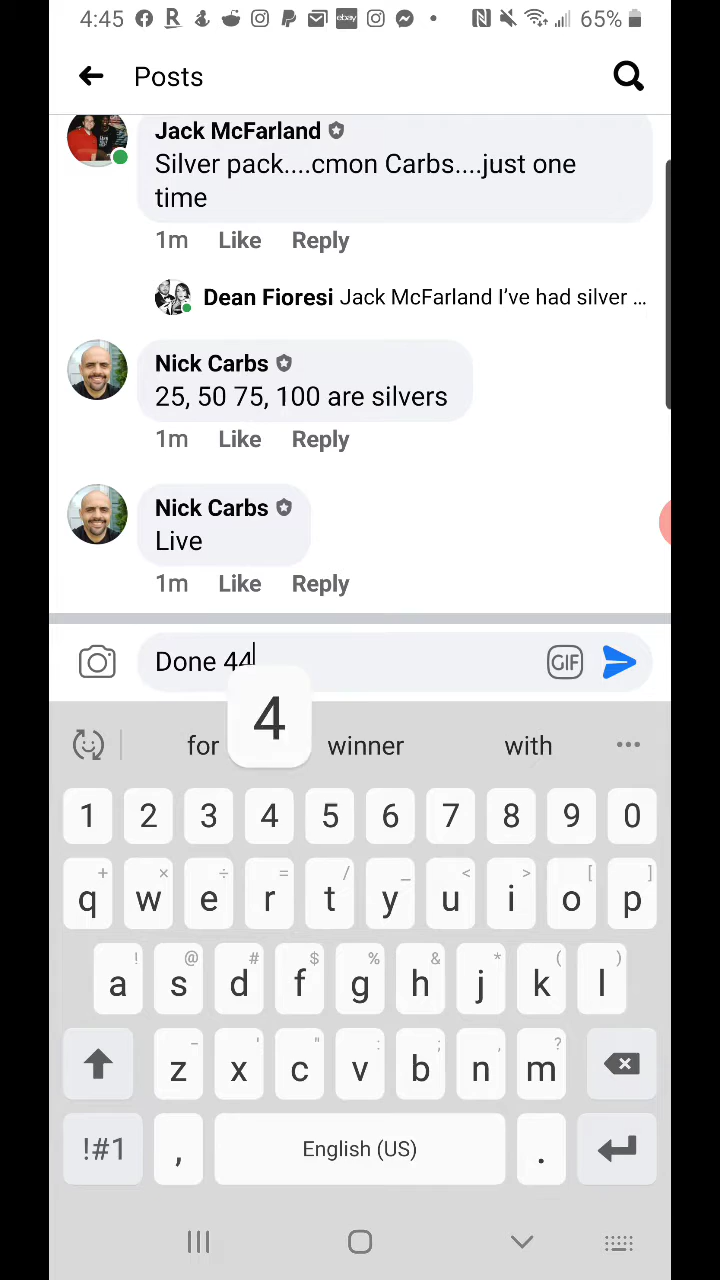 4:45 65%
Posts
Jack McFarland
Silver pack....cmon Carbs....just one
time
1m Like Reply
Dean Fioresi Jack McFarland I've had silver ...
Nick Carbs
25, 50 75, 100 are silvers
1m Like Reply
Nick Carbs
Live
1m Like Reply
Done 44
GIF
4
for winner with ...
1 2 3 4 5 6 7 8 9 0
+ × ÷ = / _ < > [ ]
q w e r t y u i o p
! @ # $ % & * ( )
a s d f g h j k l
- ' " : ; , ?
z x c v b n m
!#1 , English (US) .